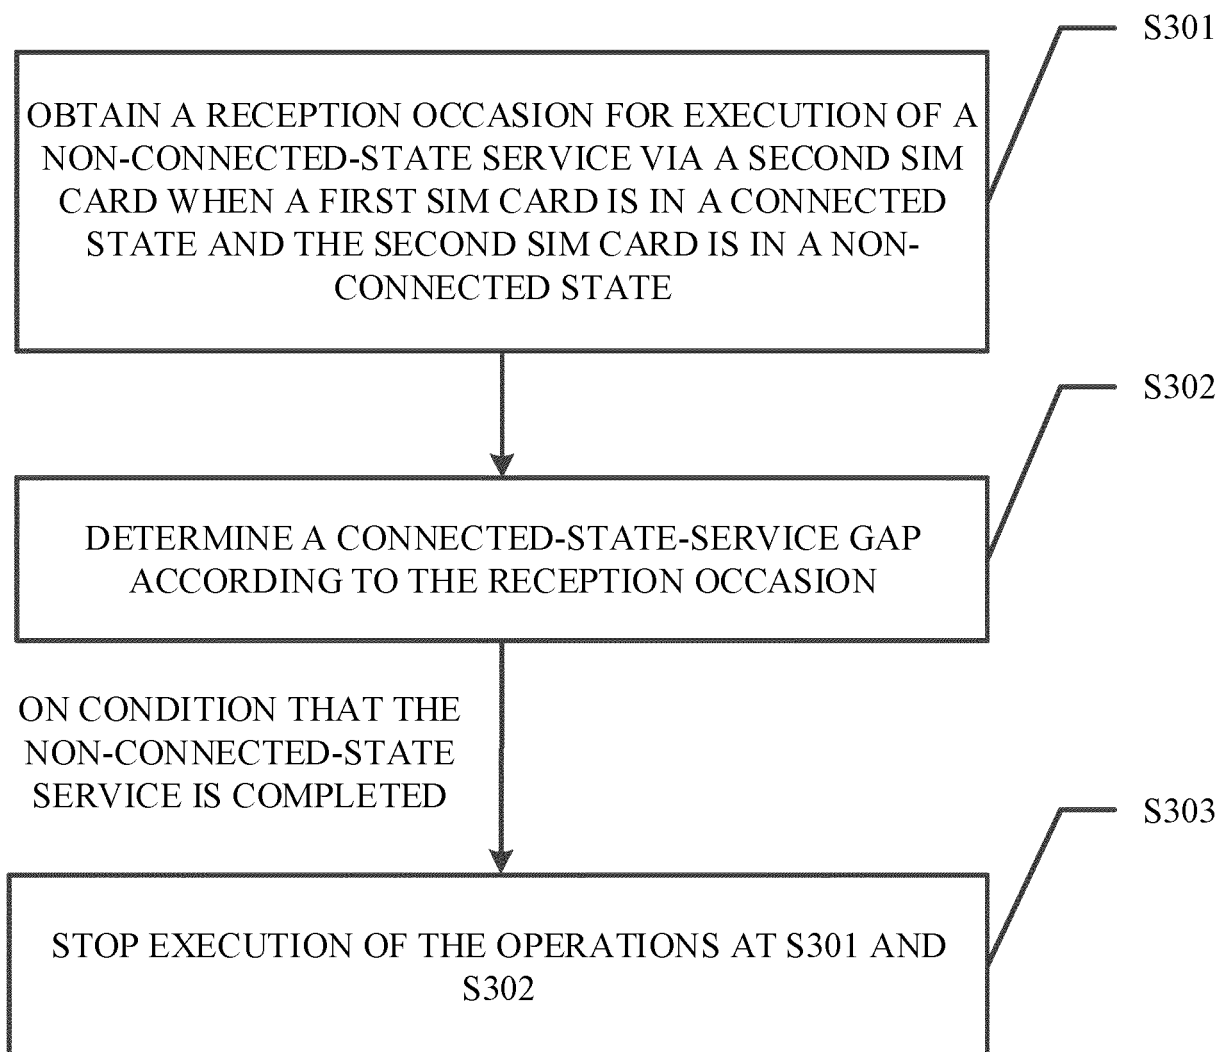 S301
OBTAIN A RECEPTION OCCASION FOR EXECUTION OF A
NON-CONNECTED-STATE SERVICE VIA A SECOND SIM
CARD WHEN A FIRST SIM CARD IS IN A CONNECTED
STATE AND THE SECOND SIM CARD IS IN A NON-
CONNECTED STATE
S302
DETERMINE A CONNECTED-STATE-SERVICE GAP
ACCORDING TO THE RECEPTION OCCASION
ON CONDITION THAT THE
NON-CONNECTED-STATE
SERVICE IS COMPLETED
S303
STOP EXECUTION OF THE OPERATIONS AT S301 AND
S302